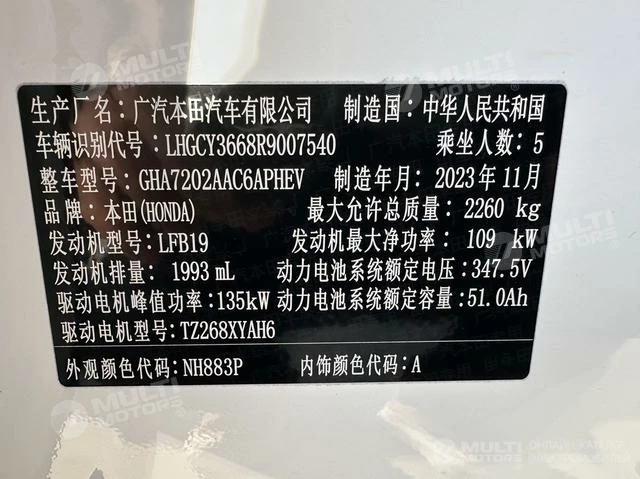 生产厂名：广汽本田汽车有限公司 制造国：中华人民共和国
车辆识别代号：LHGCY3668R9007540 乘坐人数：5
整车型号：GHA7202AAC6APHEV 制造年月：2023年11月
品牌：本田(HONDA) 最大允许总质量：2260 kg
发动机型号：LFB19 发动机最大净功率：109 kW
发动机排量：1993 mL 动力电池系统额定电压：347.5V
驱动电机峰值功率：135kW 动力电池系统额定容量：51.0Ah
驱动电机型号：TZ268XYAH6
外观颜色代码：NH883P 内饰颜色代码：A
MULTI MOTORS